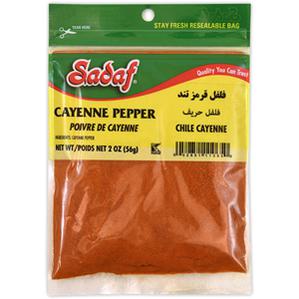 TEAR HERE
STAY FRESH RESEALABLE BAG
Sadaf
Quality You Can Trust
CAYENNE PEPPER
POIVRE DE CAYENNE
INGREDIENTS: CAYENNE PEPPER
NET WT/POIDS NET 2 OZ (56g)
فلفل قرمز تند
فلفل حريف
CHILE CAYENNE